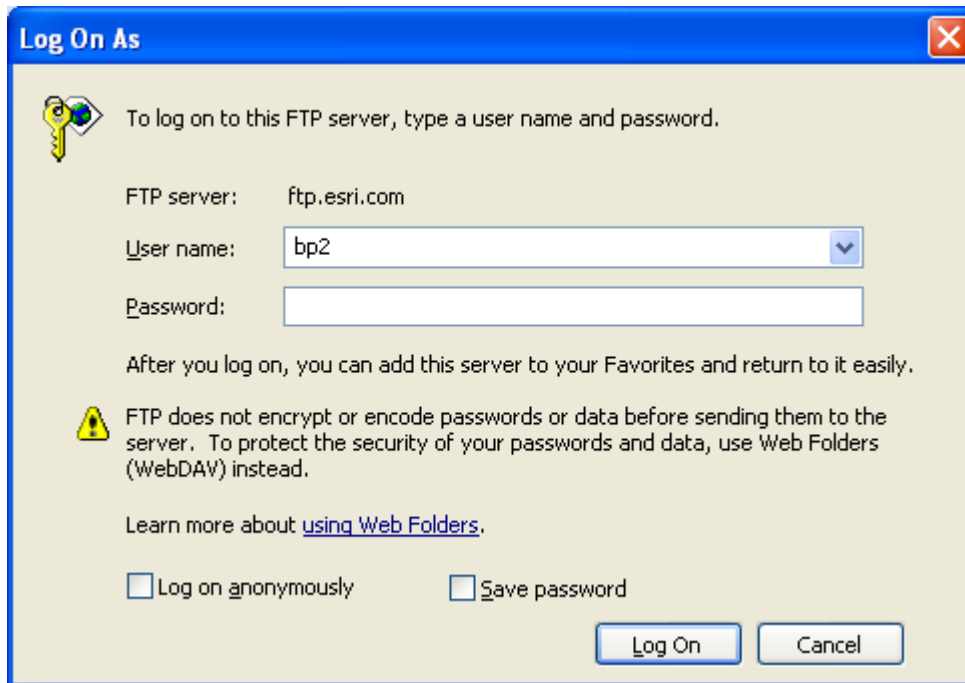 Log On As
To log on to this FTP server, type a user name and password.
FTP server: ftp.esri.com
User name: bp2
Password:
After you log on, you can add this server to your Favorites and return to it easily.
FTP does not encrypt or encode passwords or data before sending them to the
server. To protect the security of your passwords and data, use Web Folders
(WebDAV) instead.
Learn more about using Web Folders.
Log on anonymously Save password
Log On Cancel